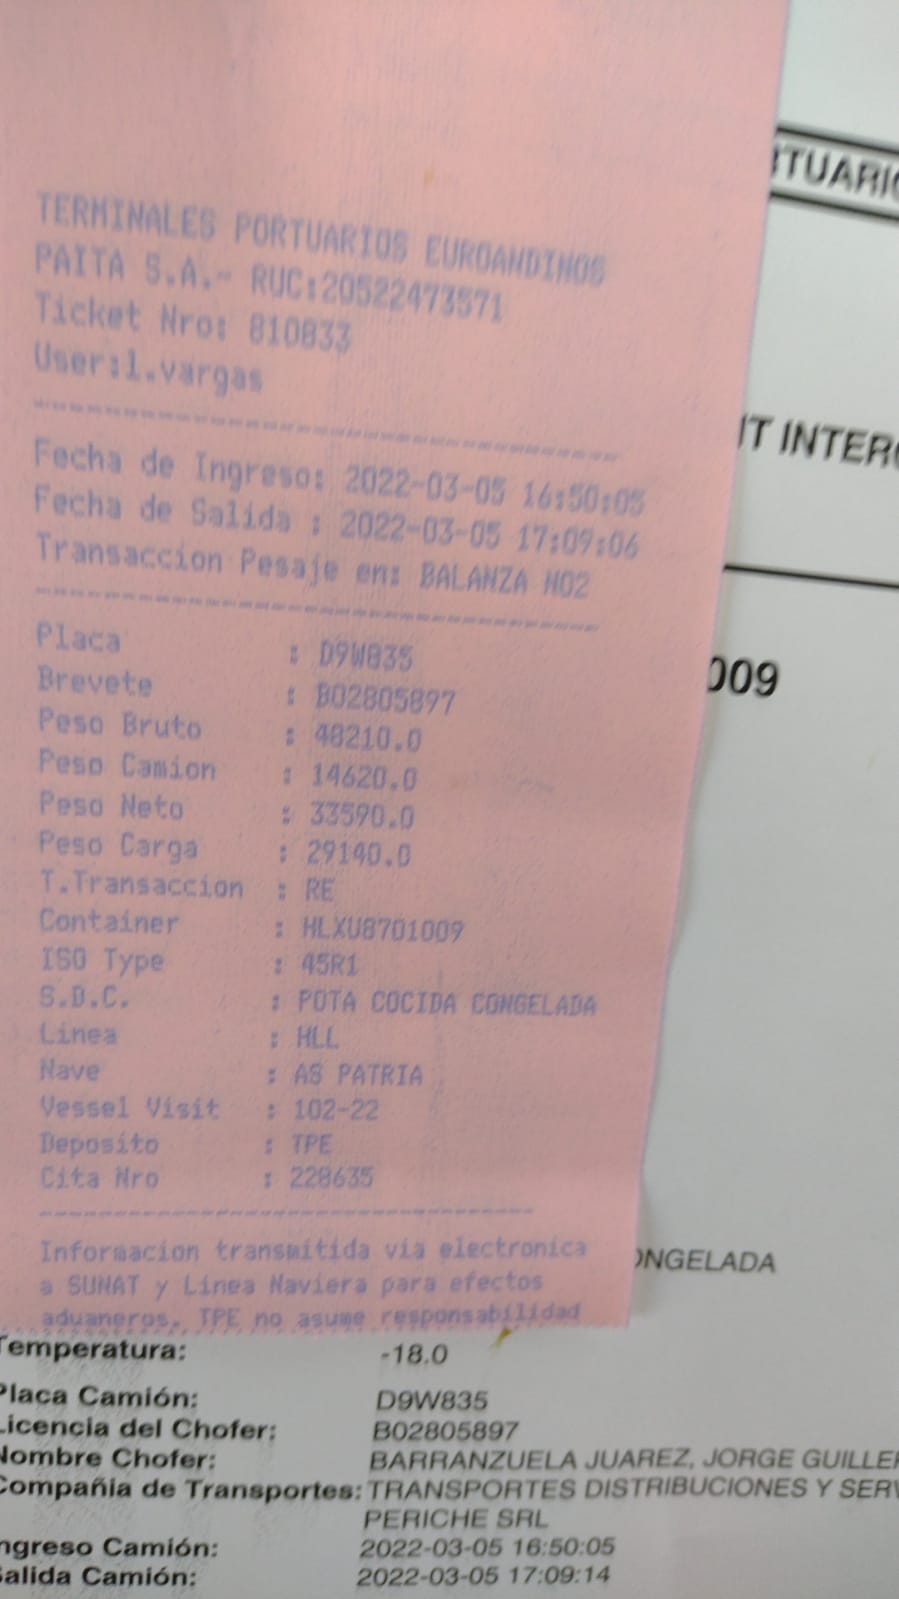 TERMINALES PORTUARIOS EUROANDINOS
PAITA S.A.- RUC:20522473571
Ticket Nro: 810833
User:l.vargas
Fecha de Ingreso: 2022-03-05 16:50:05
Fecha de Salida : 2022-03-05 17:09:06
Transaccion Pesaje en: BALANZA N02
Placa : D9W835
Brevete : B02805897
Peso Bruto : 48210.0
Peso Camion : 14620.0
Peso Neto : 33590.0
Peso Carga : 29140.0
T.Transaccion : RE
Container : HLXU8701009
ISO Type : 45R1
S.D.C. : POTA COCIDA CONGELADA
Linea : HLL
Nave : AS PATRIA
Vessel Visit : 102-22
Deposito : TPE
Cita Nro : 228635
Informacion transmitida via electronica
a SUNAT y Linea Naviera para efectos
aduaneros. TPE no asume responsabilidad
TUARIO
IT INTERC
009
ONGELADA
Temperatura: -18.0
Placa Camión: D9W835
Licencia del Chofer: B02805897
Nombre Chofer: BARRANZUELA JUAREZ, JORGE GUILLE
Compañia de Transportes: TRANSPORTES DISTRIBUCIONES Y SERV
PERICHE SRL
ngreso Camión: 2022-03-05 16:50:05
Salida Camión: 2022-03-05 17:09:14